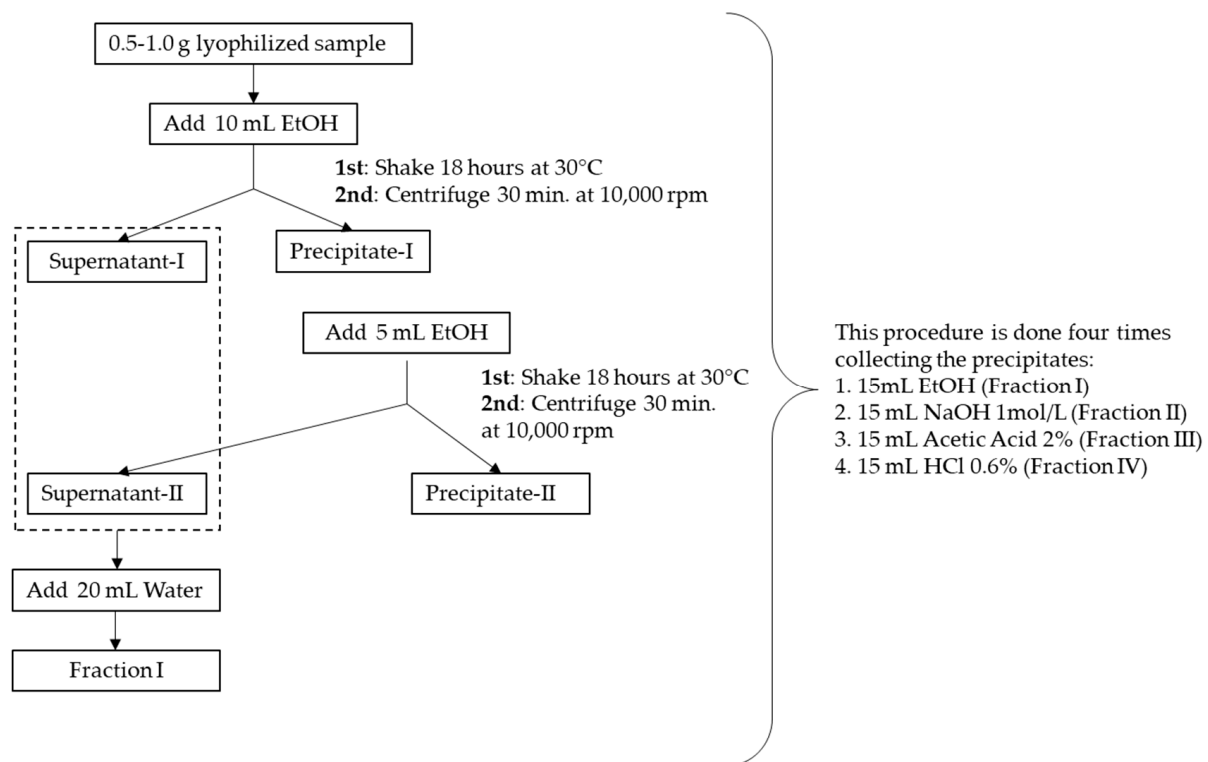 0.5-1.0 g lyophilized sample
Add 10 mL EtOH
1st: Shake 18 hours at 30°C
2nd: Centrifuge 30 min. at 10,000 rpm
Supernatant-I
Precipitate-I
Add 5 mL EtOH
1st: Shake 18 hours at 30°C
2nd: Centrifuge 30 min.
at 10,000 rpm
Supernatant-II
Precipitate-II
Add 20 mL Water
Fraction I
This procedure is done four times
collecting the precipitates:
1. 15mL EtOH (Fraction I)
2. 15 mL NaOH 1mol/L (Fraction II)
3. 15 mL Acetic Acid 2% (Fraction III)
4. 15 mL HCl 0.6% (Fraction IV)